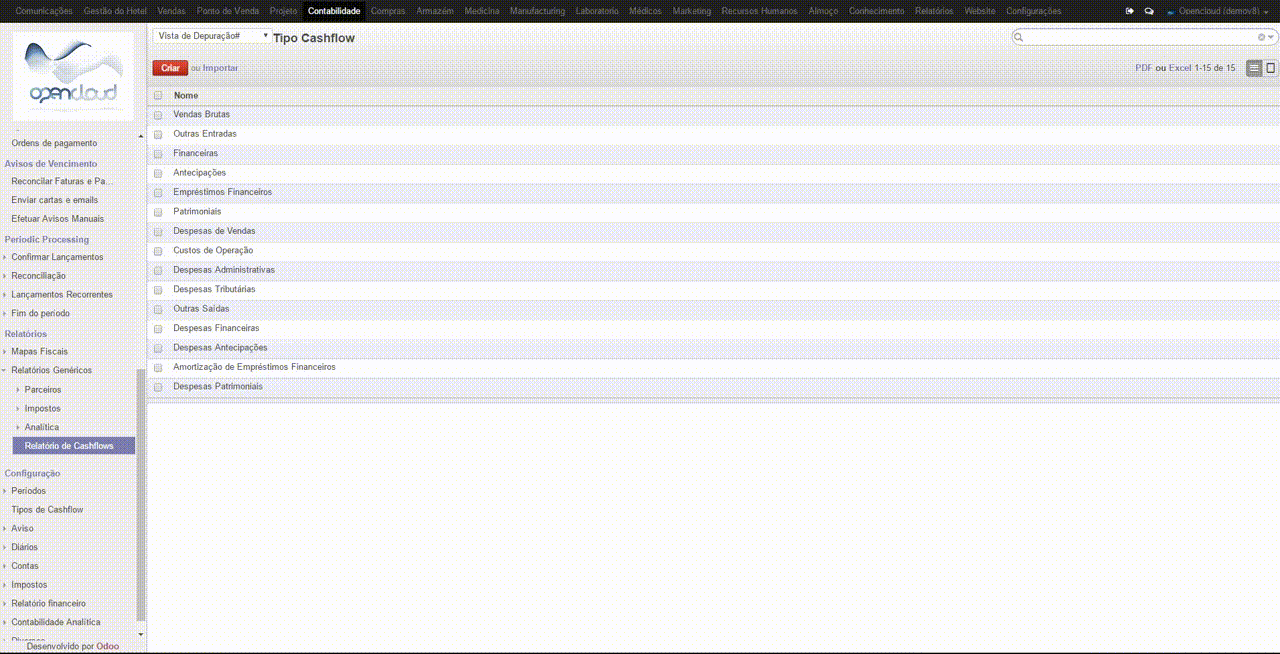 Comunicações Gestão do Hotel Vendas Ponto de Venda Projeto Contabilidade Compras Armazém Medicina Manufacturing Laboratorio Médicos Marketing Recursos Humanos Almoço Conhecimento Relatórios Website Configurações Opencloud (demov8)
opencloud
Vista de Depuração# Tipo Cashflow
Criar ou Importar PDF ou Excel 1-15 de 15
Ordens de pagamento
Avisos de Vencimento
Reconcilar Faturas e Pa...
Enviar cartas e emails
Efetuar Avisos Manuais
Periodic Processing
Confirmar Lançamentos
Reconciliação
Lançamentos Recorrentes
Fim do período
Relatórios
Mapas Fiscais
Relatórios Genéricos
Parceiros
Impostos
Analítica
Relatório de Cashflows
Configuração
Períodos
Tipos de Cashflow
Aviso
Diários
Contas
Impostos
Relatório financeiro
Contabilidade Analítica
Diversos
Desenvolvido por Odoo
Nome
Vendas Brutas
Outras Entradas
Financeiras
Antecipações
Empréstimos Financeiros
Patrimoniais
Despesas de Vendas
Custos de Operação
Despesas Administrativas
Despesas Tributárias
Outras Saídas
Despesas Financeiras
Despesas Antecipações
Amortização de Empréstimos Financeiros
Despesas Patrimoniais